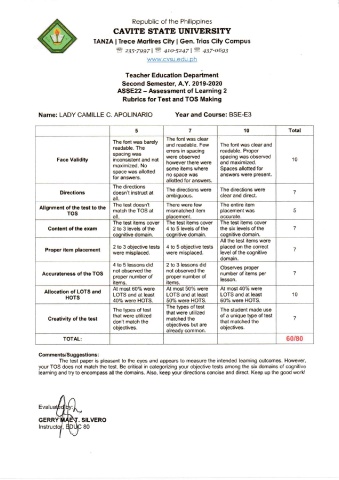 Republic of the Philippines
CAVITE STATE UNIVERSITY
TANZA | Trece Martires City | Gen. Trias City Campus
☏ 235-7997 | ☏ 410-5247 | ☏ 437-0693
www.cvsu.edu.ph
Teacher Education Department
Second Semester, A.Y. 2019-2020
ASSE22 – Assessment of Learning 2
Rubrics for Test and TOS Making
Name: LADY CAMILLE C. APOLINARIO Year and Course: BSE-E3
5 7 10 Total
Face Validity
The font was barely
readable. The
spacing was
inconsistent and not
maximized. No
space was allotted
for answers.
The font was clear
and readable. Few
errors in spacing
were observed
however there were
some items where
no space was
allotted for answers.
The font was clear and
readable. Proper
spacing was observed
and maximized.
Spaces allotted for
answers were present.
10
Directions
The directions
doesn't instruct at
all.
The directions were
ambiguous.
The directions were
clear and direct.
7
Alignment of the test to the
TOS
The test doesn't
match the TOS at
all.
There were few
mismatched item
placement.
The entire item
placement was
accurate.
5
Content of the exam
The test items cover
2 to 3 levels of the
cognitive domain.
The test items cover
4 to 5 levels of the
cognitive domain.
The test items cover
the six levels of the
cognitive domain.
7
Proper item placement
2 to 3 objective tests
were misplaced.
4 to 5 objective tests
were misplaced.
All the test items were
placed on the correct
level of the cognitive
domain.
7
Accurateness of the TOS
4 to 5 lessons did
not observed the
proper number of
items.
2 to 3 lessons did
not observed the
proper number of
items.
Observes proper
number of items per
lesson.
7
Allocation of LOTS and
HOTS
At most 60% were
LOTS and at least
40% were HOTS.
At most 50% were
LOTS and at least
50% were HOTS.
At most 40% were
LOTS and at least
60% were HOTS.
10
Creativity of the test
The types of test
that were utilized
don't match the
objectives.
The types of test
that were utilized
matched the
objectives but are
already common.
The student made use
of a unique type of test
that matched the
objectives.
7
TOTAL: 60/80
Comments/Suggestions:
The test paper is pleasant to the eyes and appears to measure the intended learning outcomes. However,
your TOS does not match the test. Be critical in categorizing your objective tests among the six domains of cognitive
learning and try to encompass all the domains. Also, keep your directions concise and direct. Keep up the good work!
Evaluated by:
GERRY MAE T. SILVERO
Instructor, EDUC 80